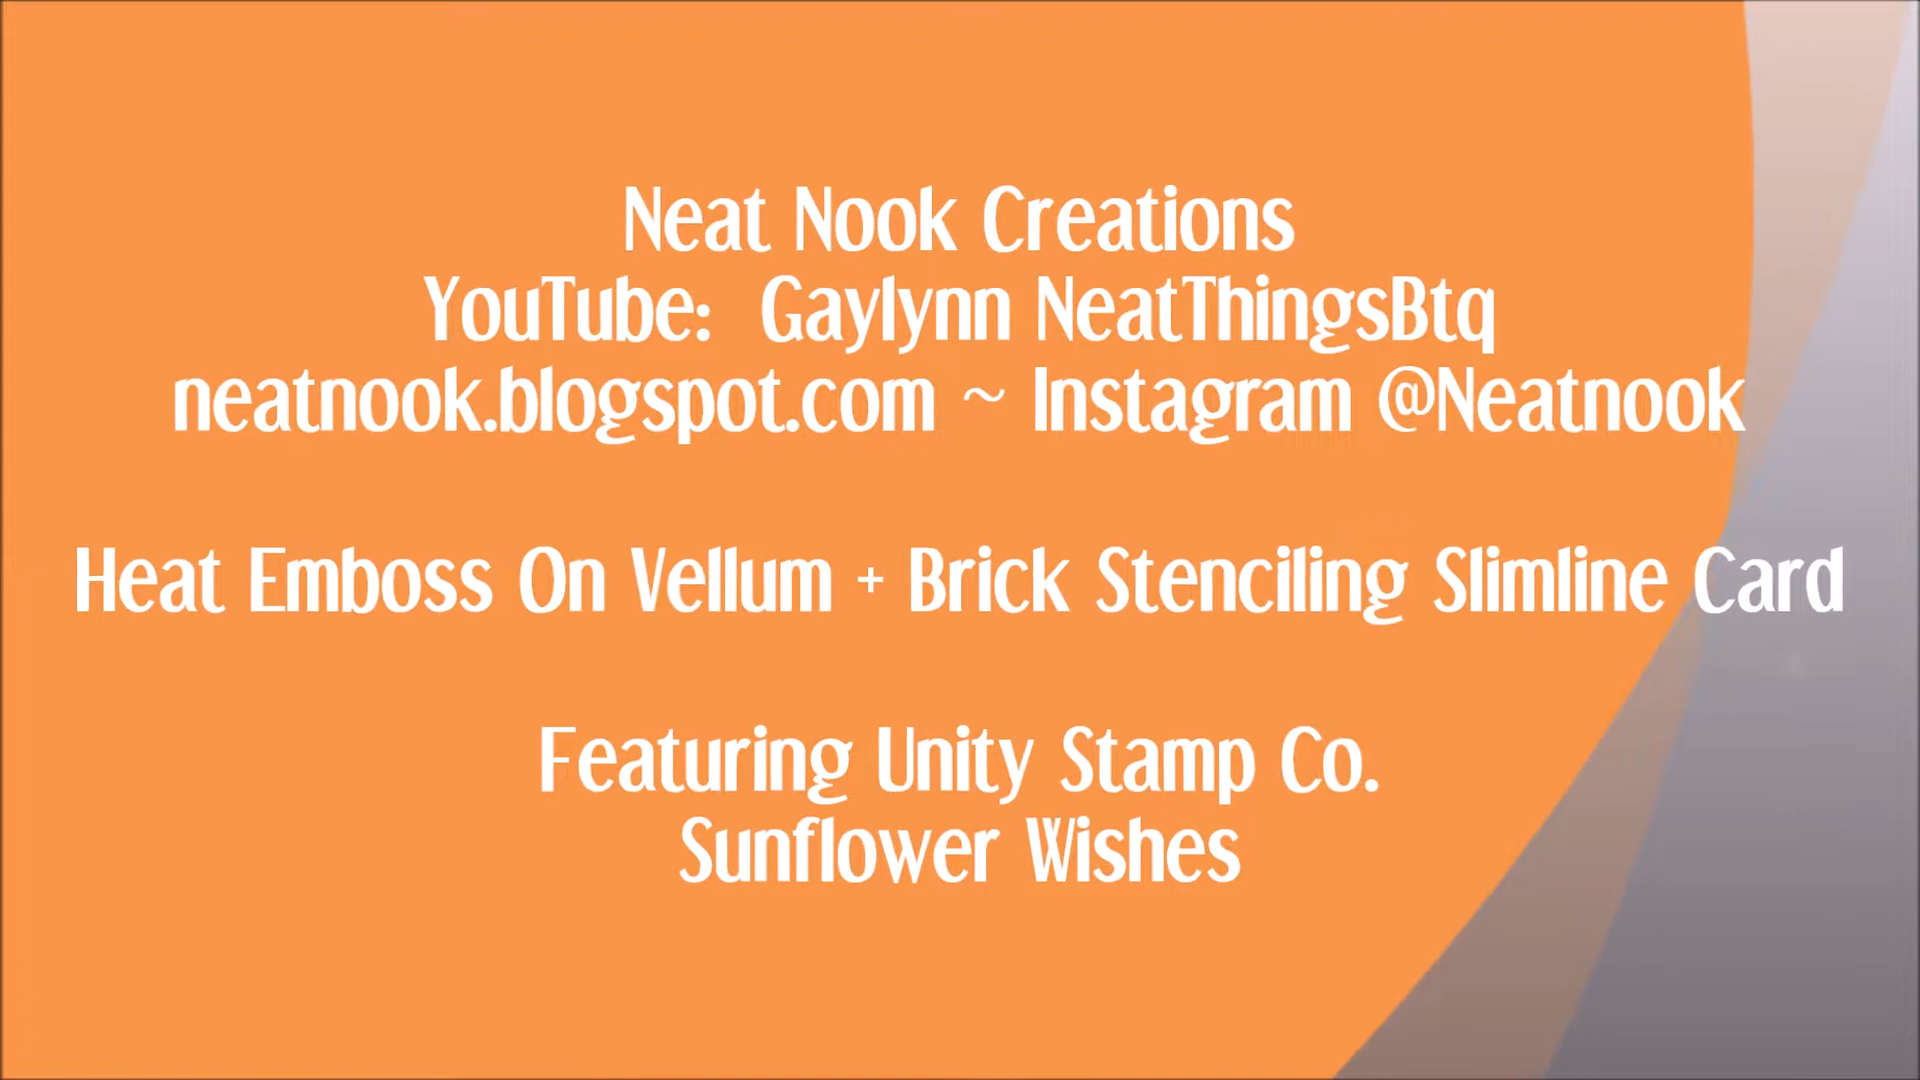 Neat Nook Creations
YouTube:  Gaylynn NeatThingsBtq
neatnook.blogspot.com ~ Instagram @Neatnook
Heat Emboss On Vellum + Brick Stenciling Slimline Card
Featuring Unity Stamp Co.
Sunflower Wishes